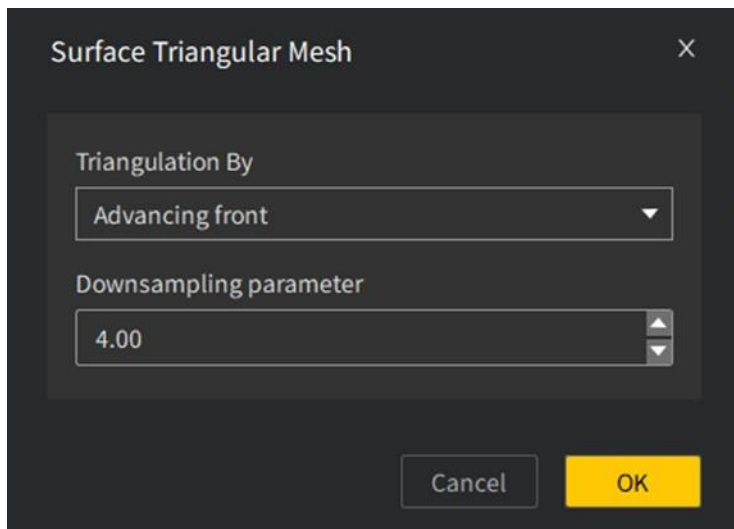 Surface Triangular Mesh
Triangulation By
Advancing front
Downsampling parameter
4.00
Cancel
OK